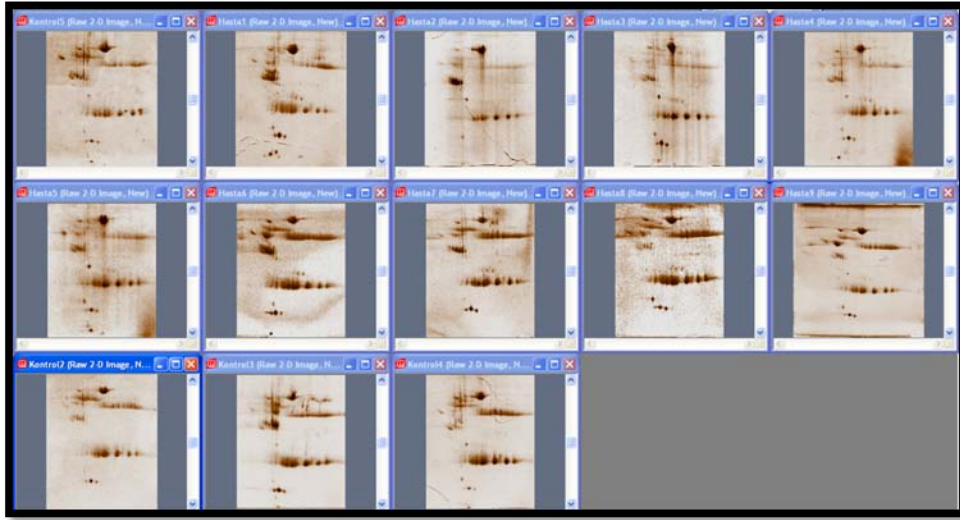 Kontrol5 (Raw 2-D Image, N...
Hasta1 (Raw 2-D Image, New)
Hasta2 (Raw 2-D Image, New)
Hasta3 (Raw 2-D Image, New)
Hasta4 (Raw 2-D Image, New)
Hasta5 (Raw 2-D Image, New)
Hasta6 (Raw 2-D Image, New)
Hasta7 (Raw 2-D Image, New)
Hasta8 (Raw 2-D Image, New)
Hasta9 (Raw 2-D Image, New)
Kontrol2 (Raw 2-D Image, N...
Kontrol3 (Raw 2-D Image, N...
Kontrol4 (Raw 2-D Image, N...